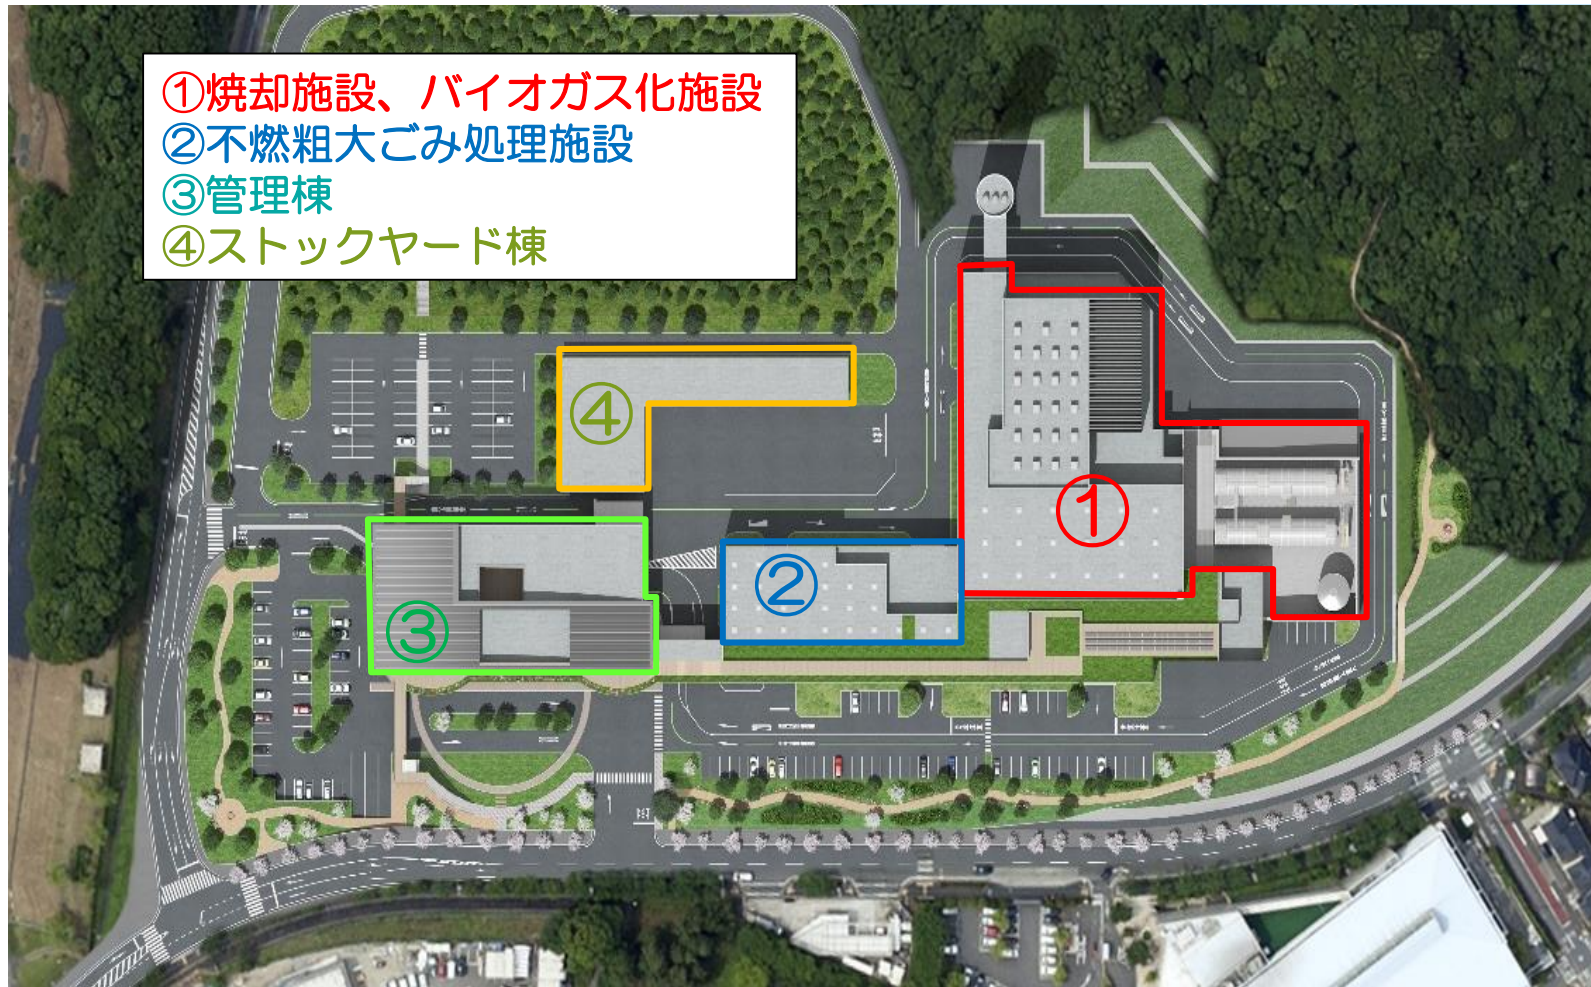 ①焼却施設、バイオガス化施設
②不燃粗大ごみ処理施設
③管理棟
④ストックヤード棟
④
①
②
③